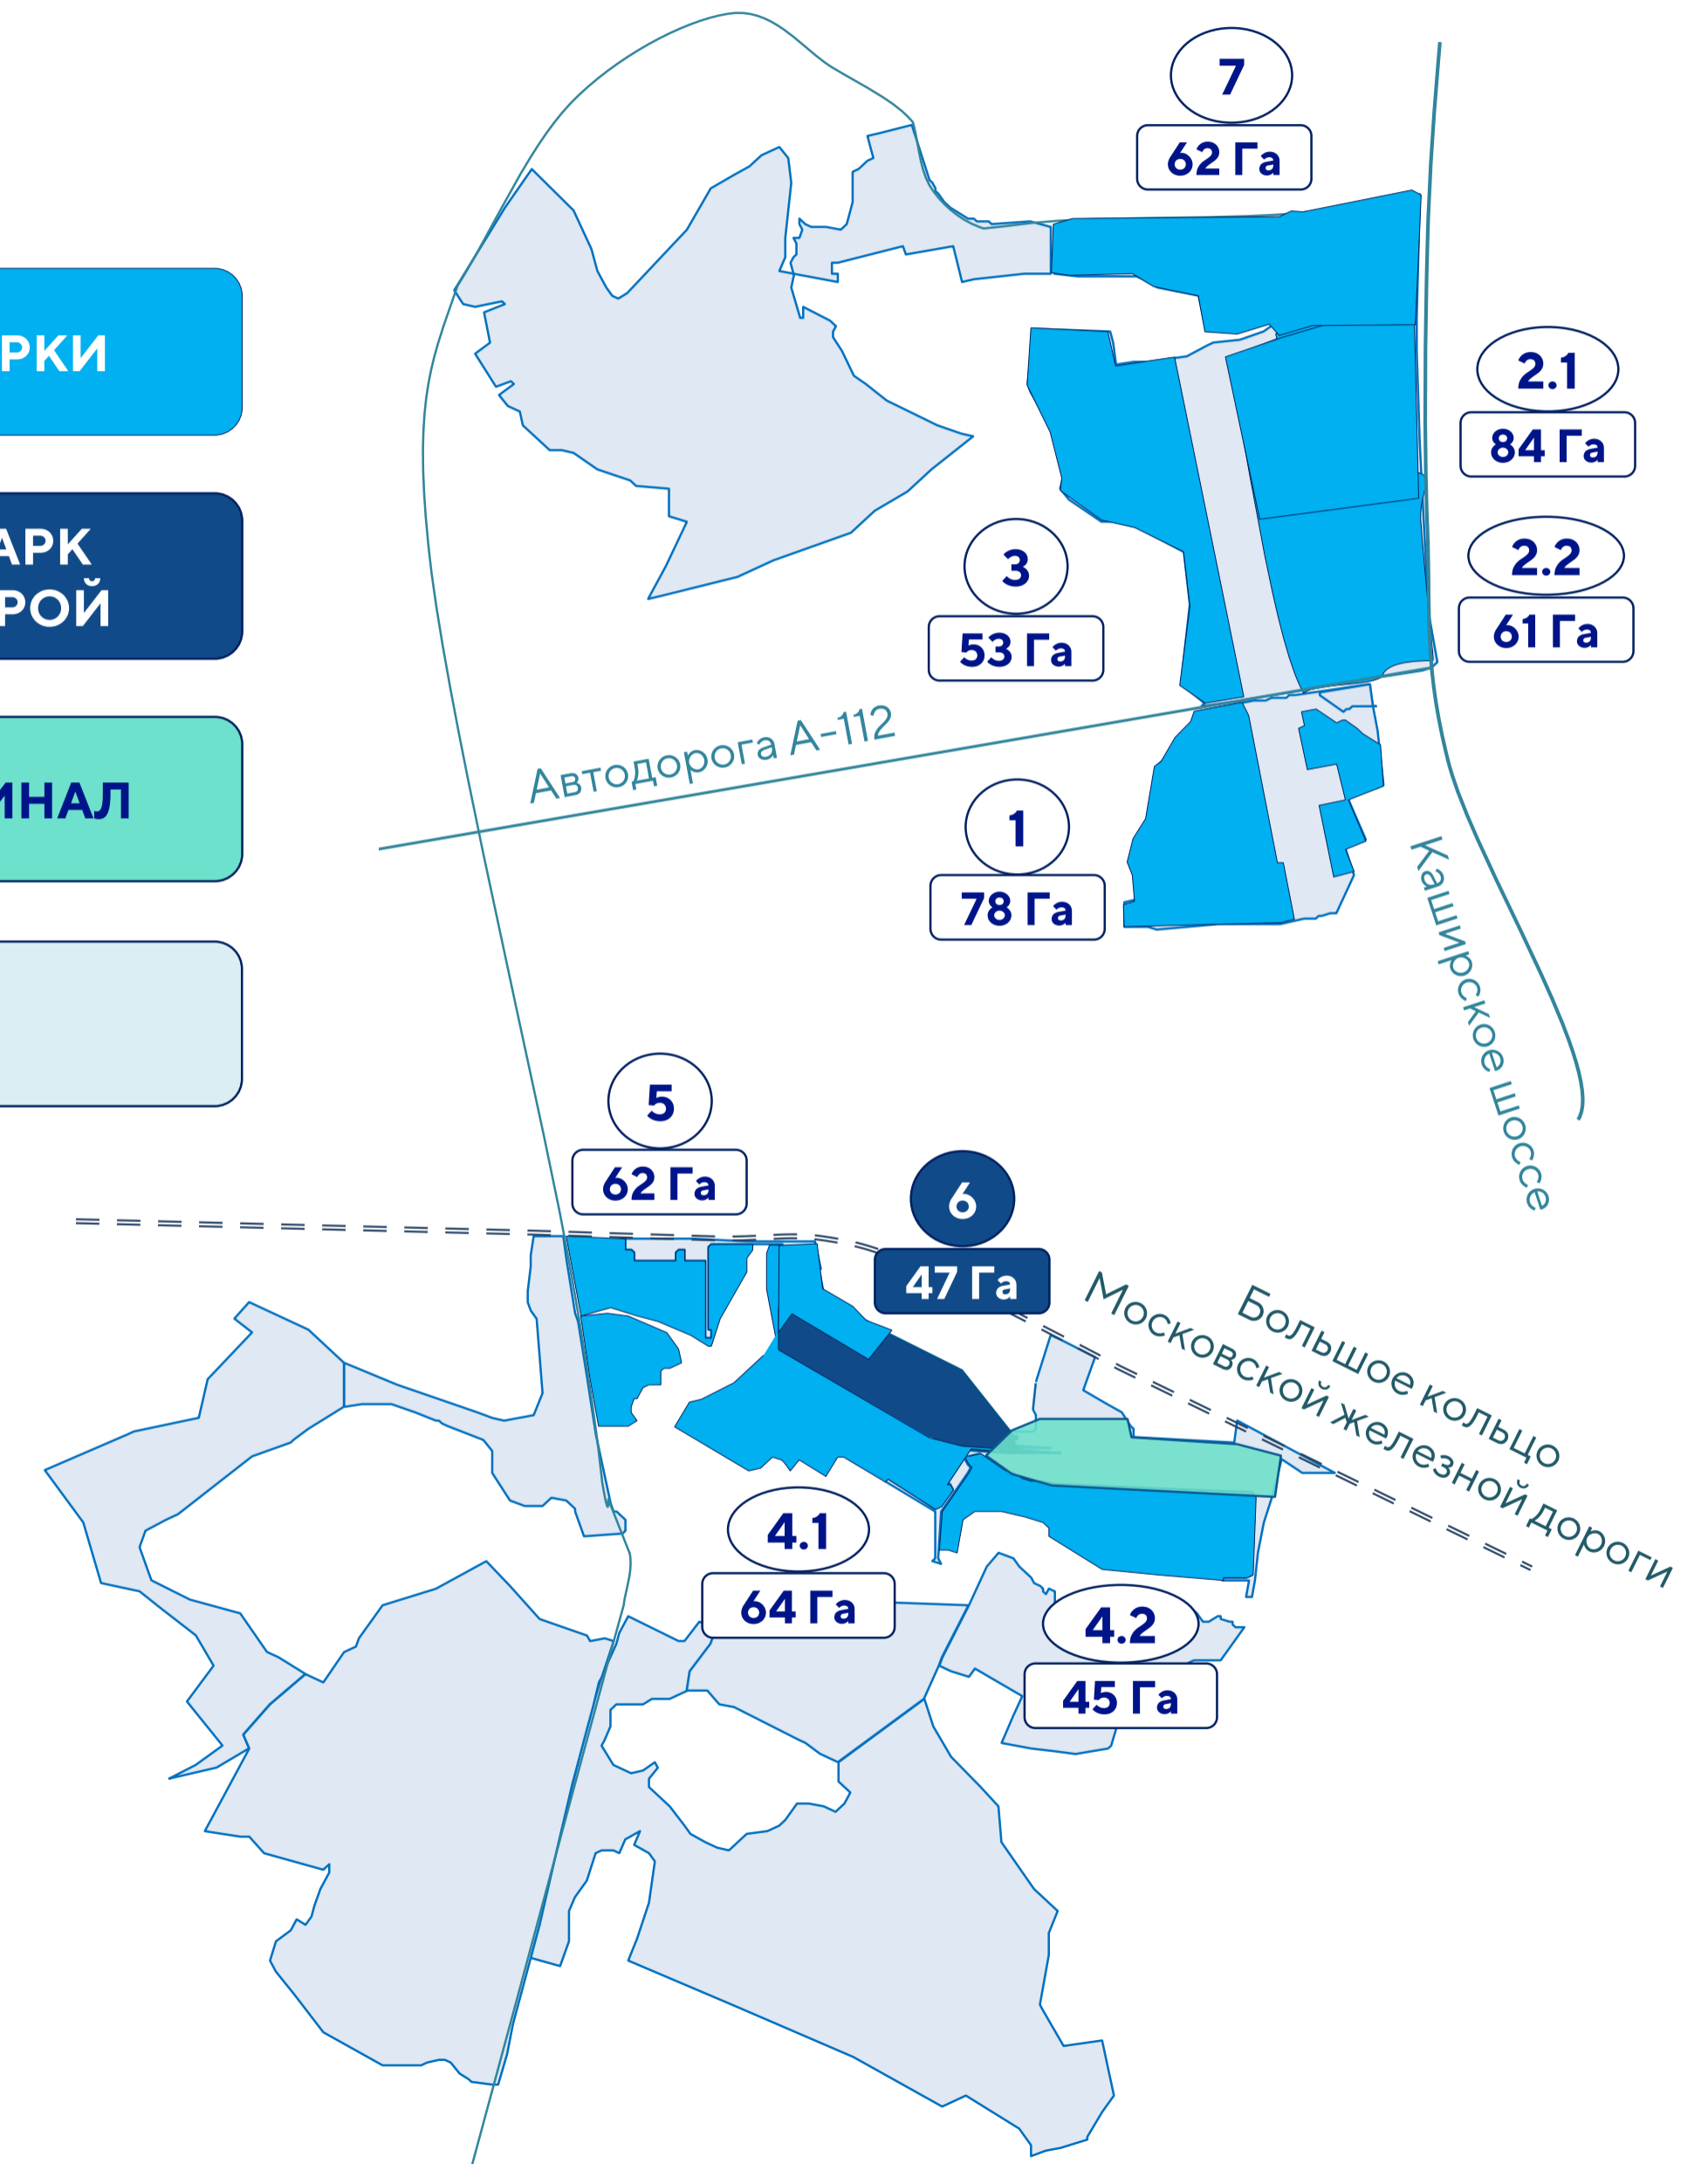 7
62 Га
РКИ
2.1
84 Га
АРК
РОЙ
2.2
61 Га
3
53 Га
Автодорога А-112
ИНАЛ
1
78 Га
Каширское шоссе
5
62 Га
6
47 Га
Большое кольцо
Московской железной дороги
4.1
64 Га
4.2
45 Га